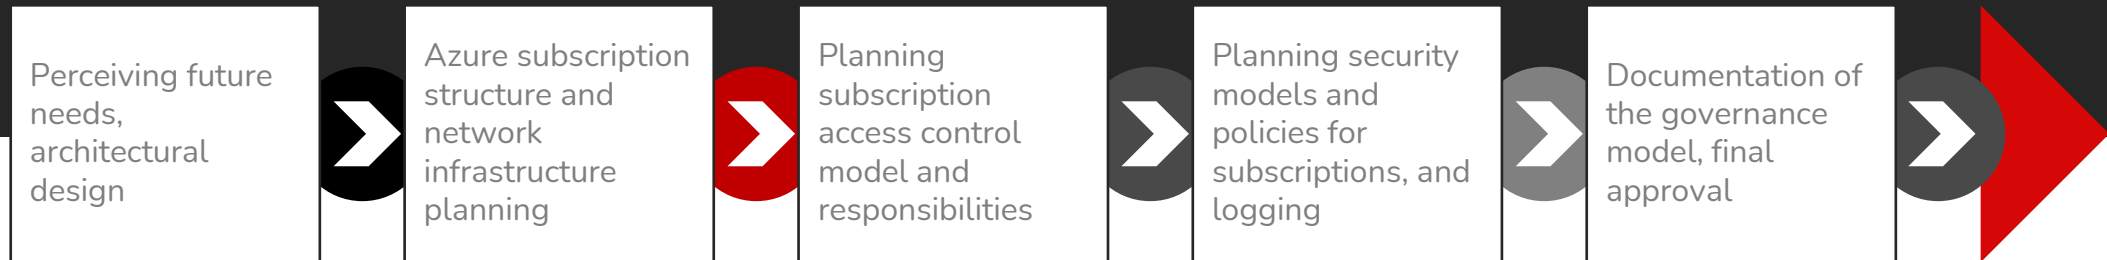 Perceiving future
needs,
architectural
design
Azure subscription
structure and
network
infrastructure
planning
Planning
subscription
access control
model and
responsibilities
Planning security
models and
policies for
subscriptions, and
logging
Documentation of
the governance
model, final
approval